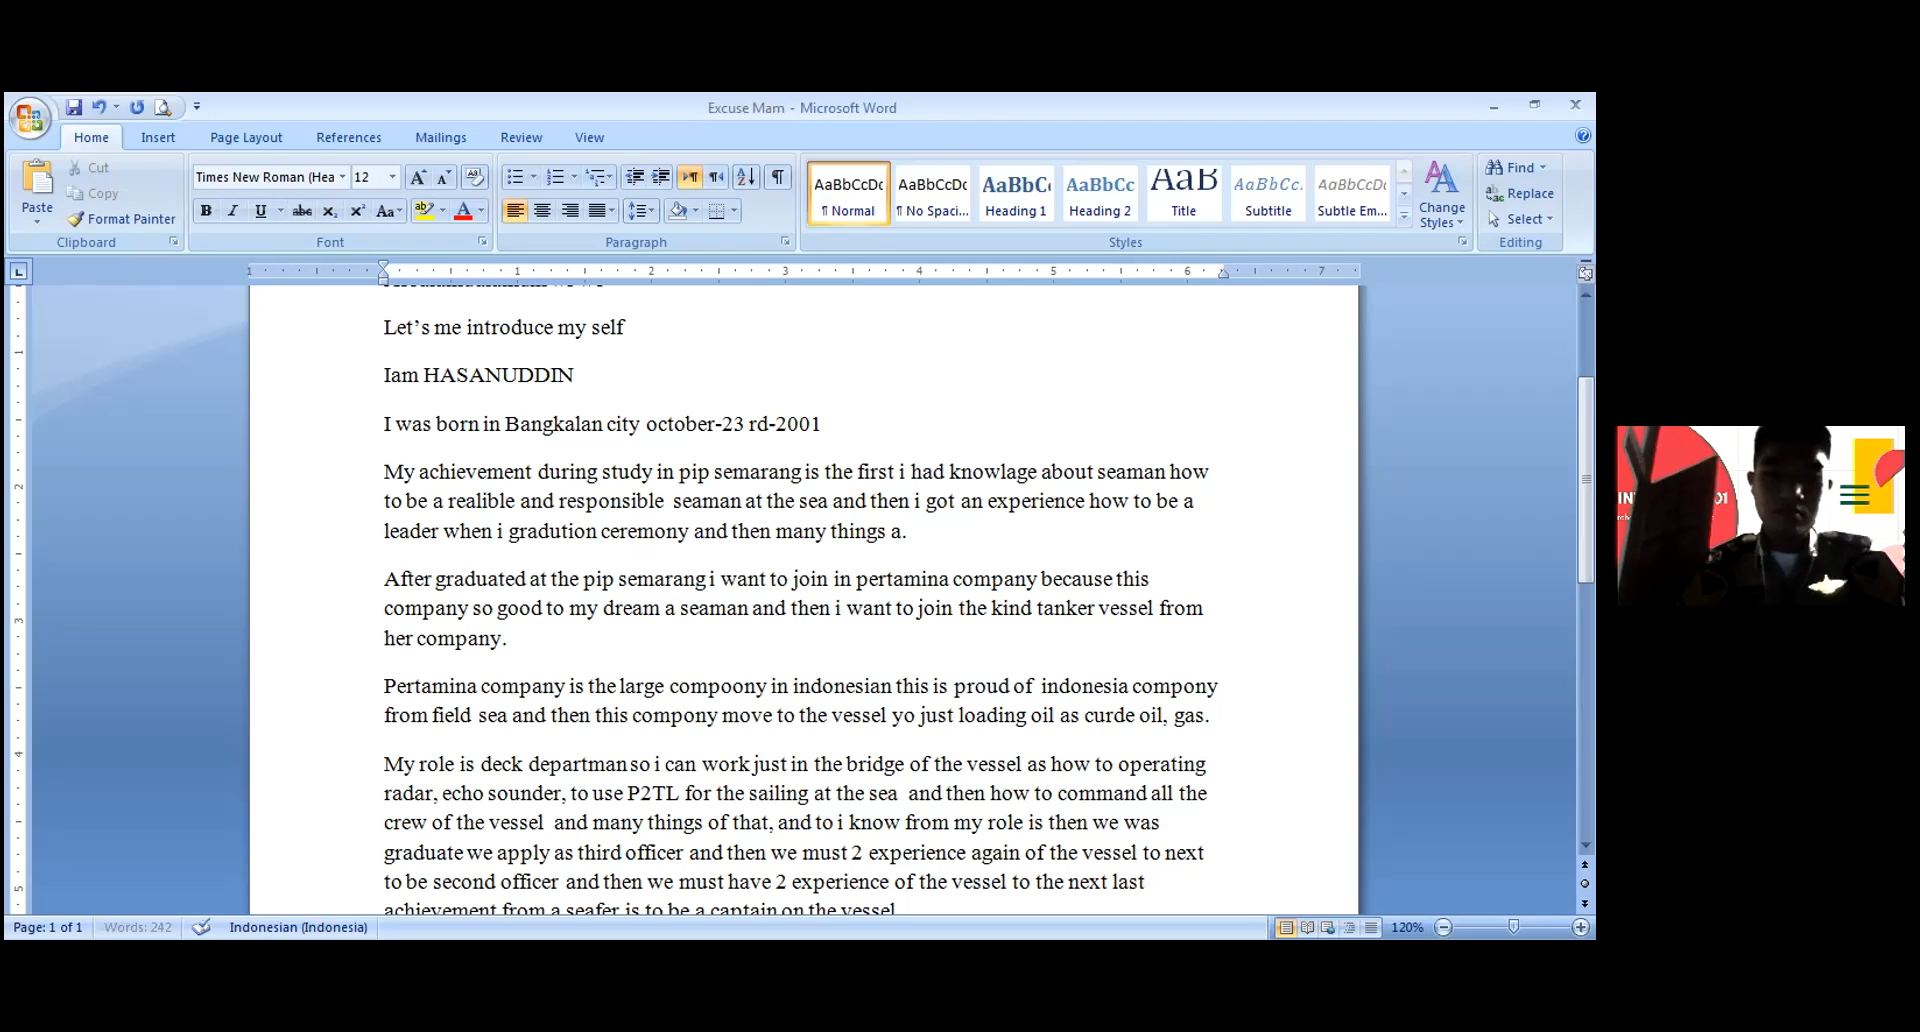 Excuse Mam - Microsoft Word
Home Insert Page Layout References Mailings Review View
Paste
Cut
Copy
Format Painter
Clipboard
Times New Roman (Hea 12
Font
Paragraph
AaBbCcDc AaBbCcDc AaBbC AaBbCc AaB AaBbCc. AaBbCcDc
¶ Normal ¶ No Spaci... Heading 1 Heading 2 Title Subtitle Subtle Em...
Change Styles
Styles
Find
Replace
Select
Editing
1 1 2 3 4 5 6 7
Let's me introduce my self
Iam HASANUDDIN
I was born in Bangkalan city october-23 rd-2001
My achievement during study in pip semarang is the first i had knowlage about seaman how
to be a realible and responsible seaman at the sea and then i got an experience how to be a
leader when i gradution ceremony and then many things a.
After graduated at the pip semarang i want to join in pertamina company because this
company so good to my dream a seaman and then i want to join the kind tanker vessel from
her company.
Pertamina company is the large compoony in indonesian this is proud of indonesia compony
from field sea and then this compony move to the vessel yo just loading oil as curde oil, gas.
My role is deck departman so i can work just in the bridge of the vessel as how to operating
radar, echo sounder, to use P2TL for the sailing at the sea and then how to command all the
crew of the vessel and many things of that, and to i know from my role is then we was
graduate we apply as third officer and then we must 2 experience again of the vessel to next
to be second officer and then we must have 2 experience of the vessel to the next last
achievement from a seafer is to be a captain on the vessel
Page: 1 of 1 Words: 242 Indonesian (Indonesia) 120%